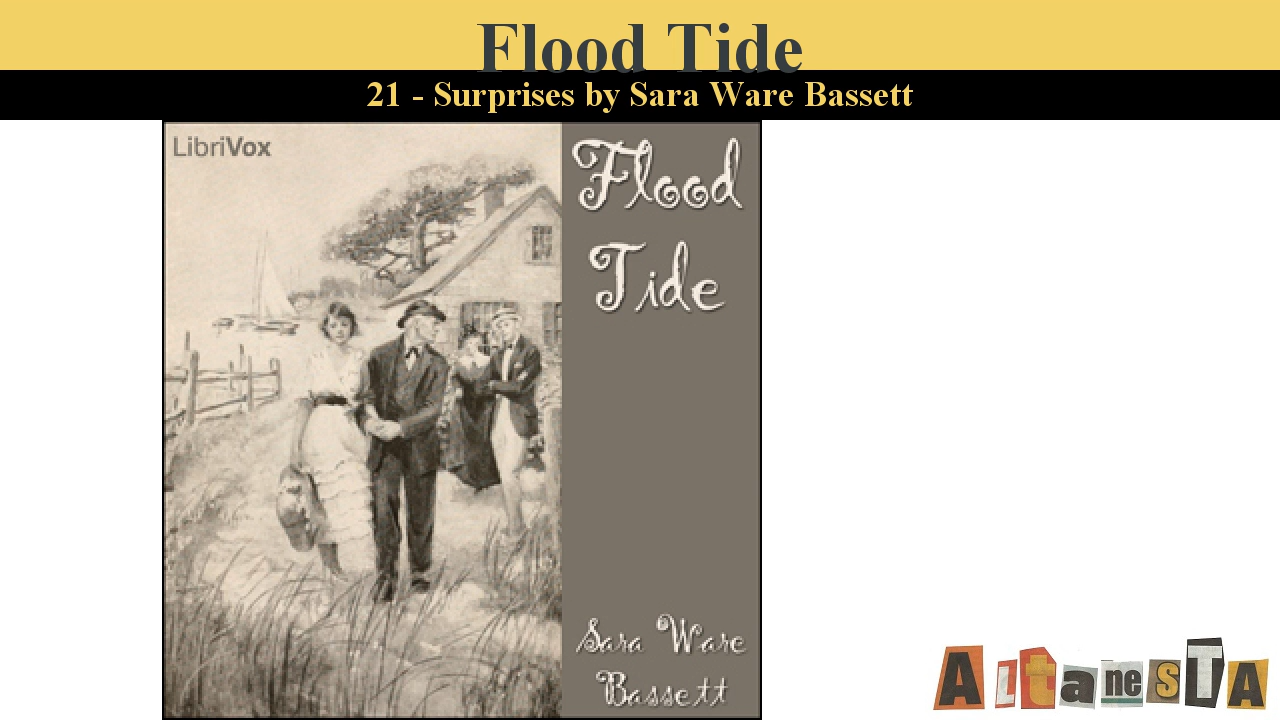 Flood Tide
21 - Surprises by Sara Ware Bassett
LibriVox
Flood
Tide
Sara Ware
Bassett
AltanesTA